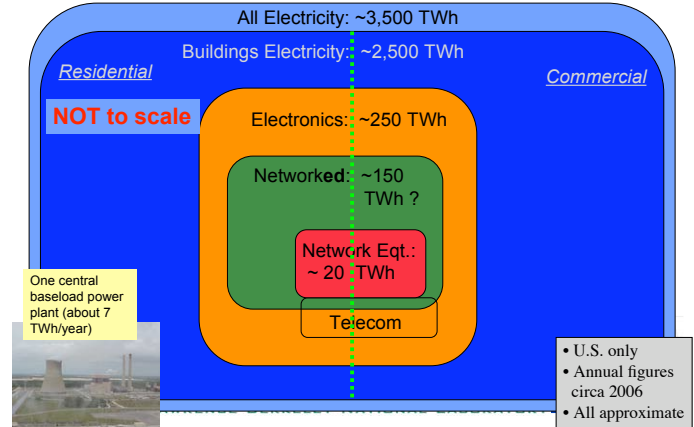 All Electricity: ~3,500 TWh
Buildings Electricity: ~2,500 TWh
Residential
Commercial
NOT to scale
Electronics: ~250 TWh
Networked: ~150
TWh ?
Network Eqt.:
~ 20 TWh
Telecom
One central
baseload power
plant (about 7
TWh/year)
• U.S. only
• Annual figures
circa 2006
• All approximate